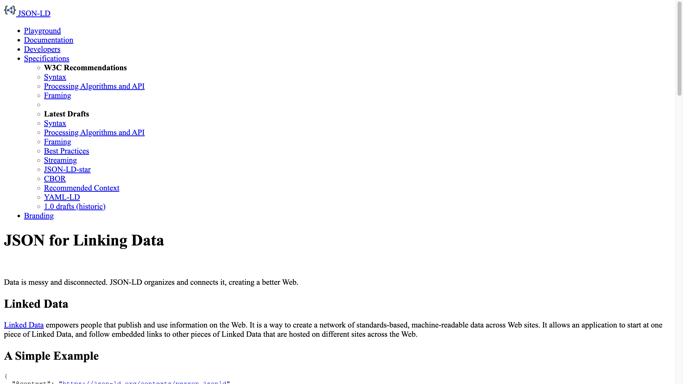 JSON-LD
Playground
Documentation
Developers
Specifications
W3C Recommendations
Syntax
Processing Algorithms and API
Framing
Latest Drafts
Syntax
Processing Algorithms and API
Framing
Best Practices
Streaming
JSON-LD-star
CBOR
Recommended Context
YAML-LD
1.0 drafts (historic)
Branding
JSON for Linking Data
Data is messy and disconnected. JSON-LD organizes and connects it, creating a better Web.
Linked Data
Linked Data empowers people that publish and use information on the Web. It is a way to create a network of standards-based, machine-readable data across Web sites. It allows an application to start at one
piece of Linked Data, and follow embedded links to other pieces of Linked Data that are hosted on different sites across the Web.
A Simple Example
{
"@context": "https://json-ld.org/contexts/person.jsonld",